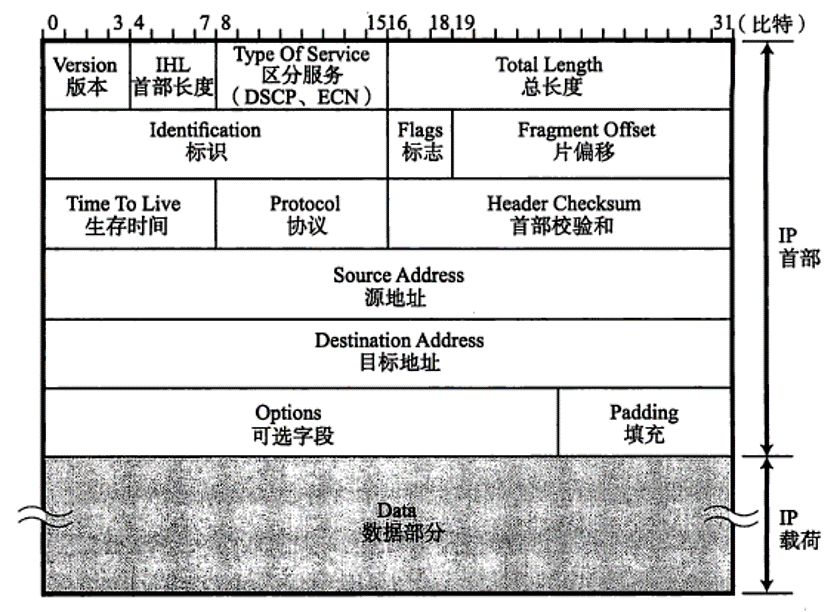 0 3 4 7 8 15 16 18 19 31 (比特)
Version
版本
IHL
首部长度
Type Of Service
区分服务
(DSCP、ECN)
Total Length
总长度
Identification
标识
Flags
标志
Fragment Offset
片偏移
Time To Live
生存时间
Protocol
协议
Header Checksum
首部校验和
Source Address
源地址
Destination Address
目标地址
Options
可选字段
Padding
填充
IP
首部
Data
数据部分
IP
载荷